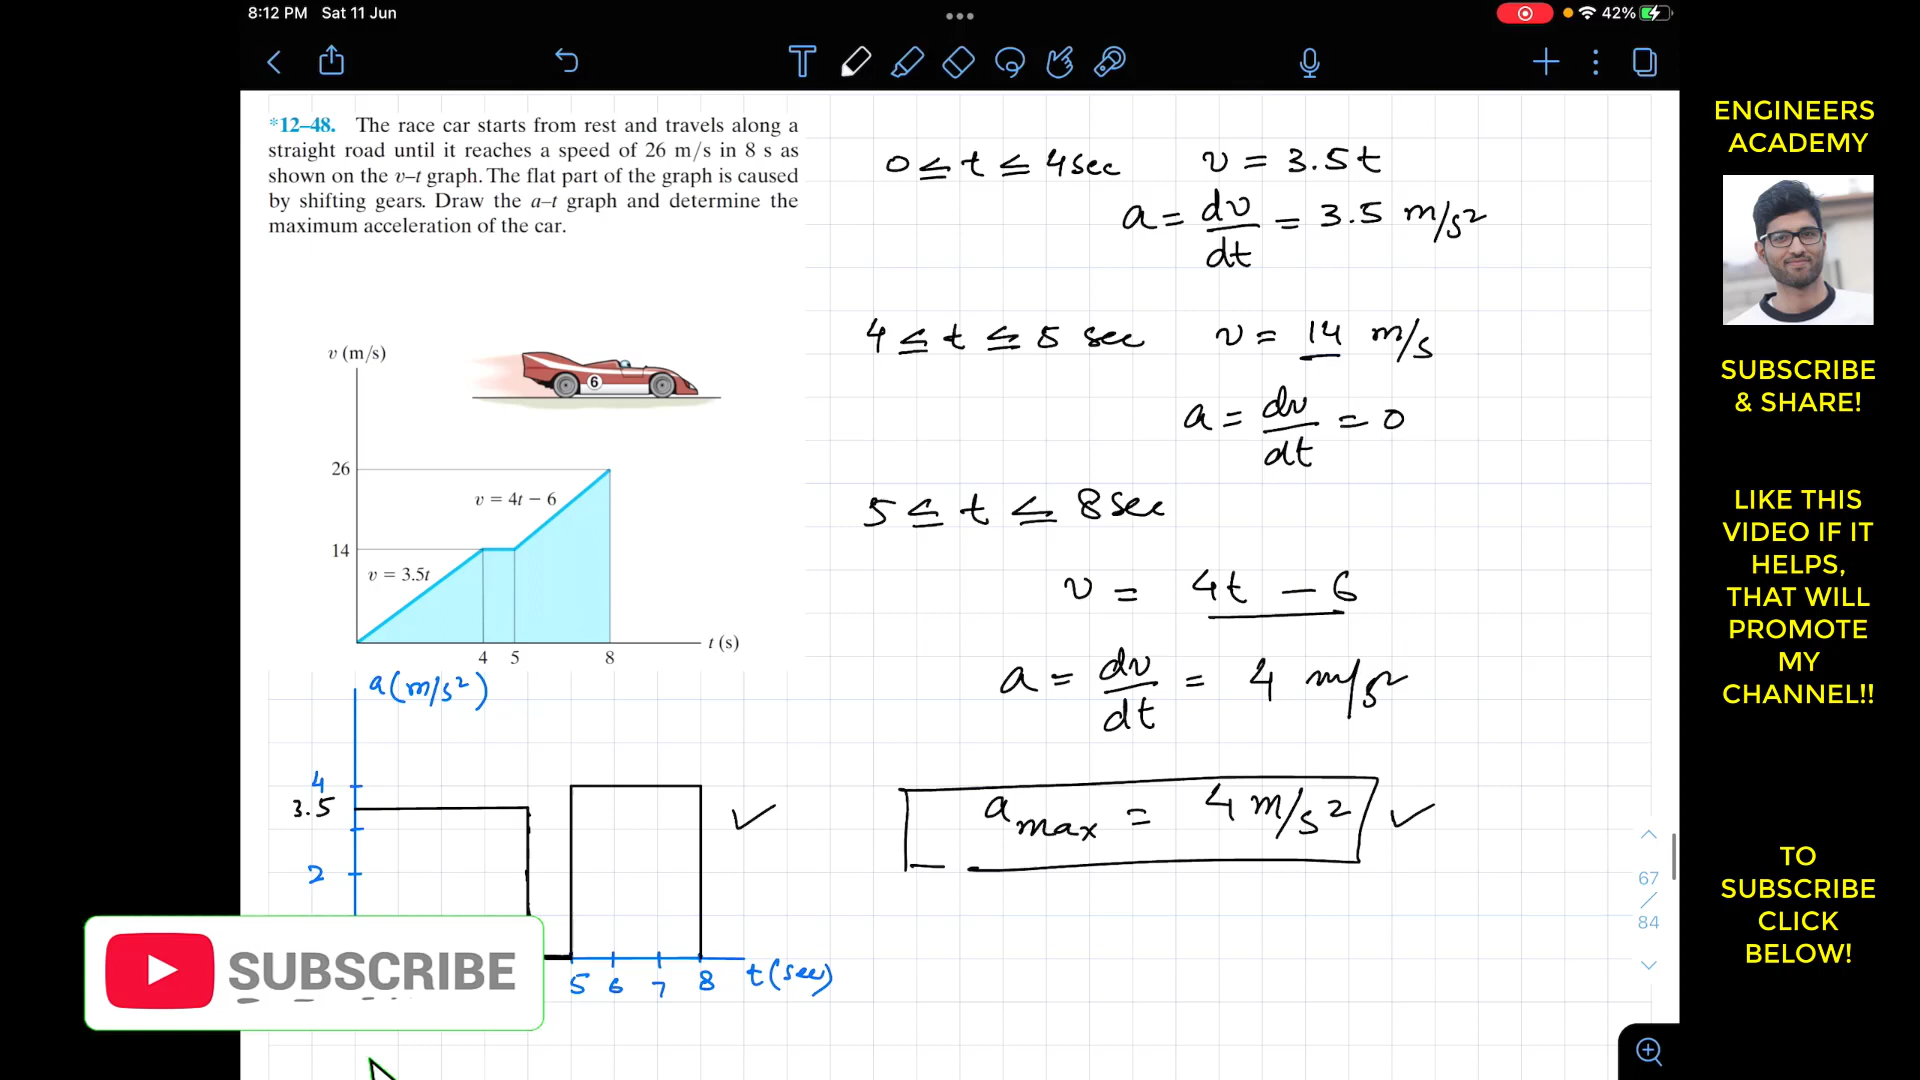 8:12 PM Sat 11 Jun
42%
*12–48. The race car starts from rest and travels along a
straight road until it reaches a speed of 26 m/s in 8 s as
shown on the v–t graph. The flat part of the graph is caused
by shifting gears. Draw the a–t graph and determine the
maximum acceleration of the car.
v (m/s)
6
26
v = 4t − 6
14
v = 3.5t
t (s)
4 5 8
a (m/s²)
4
3.5
2
5 6 7 8 t (sec)
0 ≤ t ≤ 4sec v = 3.5t
a = dv/dt = 3.5 m/s²
4 ≤ t ≤ 5 sec v = 14 m/s
a = dv/dt = 0
5 ≤ t ≤ 8sec
v = 4t − 6
a = dv/dt = 4 m/s²
a max = 4 m/s²
67
/
84
SUBSCRIBE
ENGINEERS
ACADEMY
SUBSCRIBE
& SHARE!
LIKE THIS
VIDEO IF IT
HELPS,
THAT WILL
PROMOTE
MY
CHANNEL!!
TO
SUBSCRIBE
CLICK
BELOW!